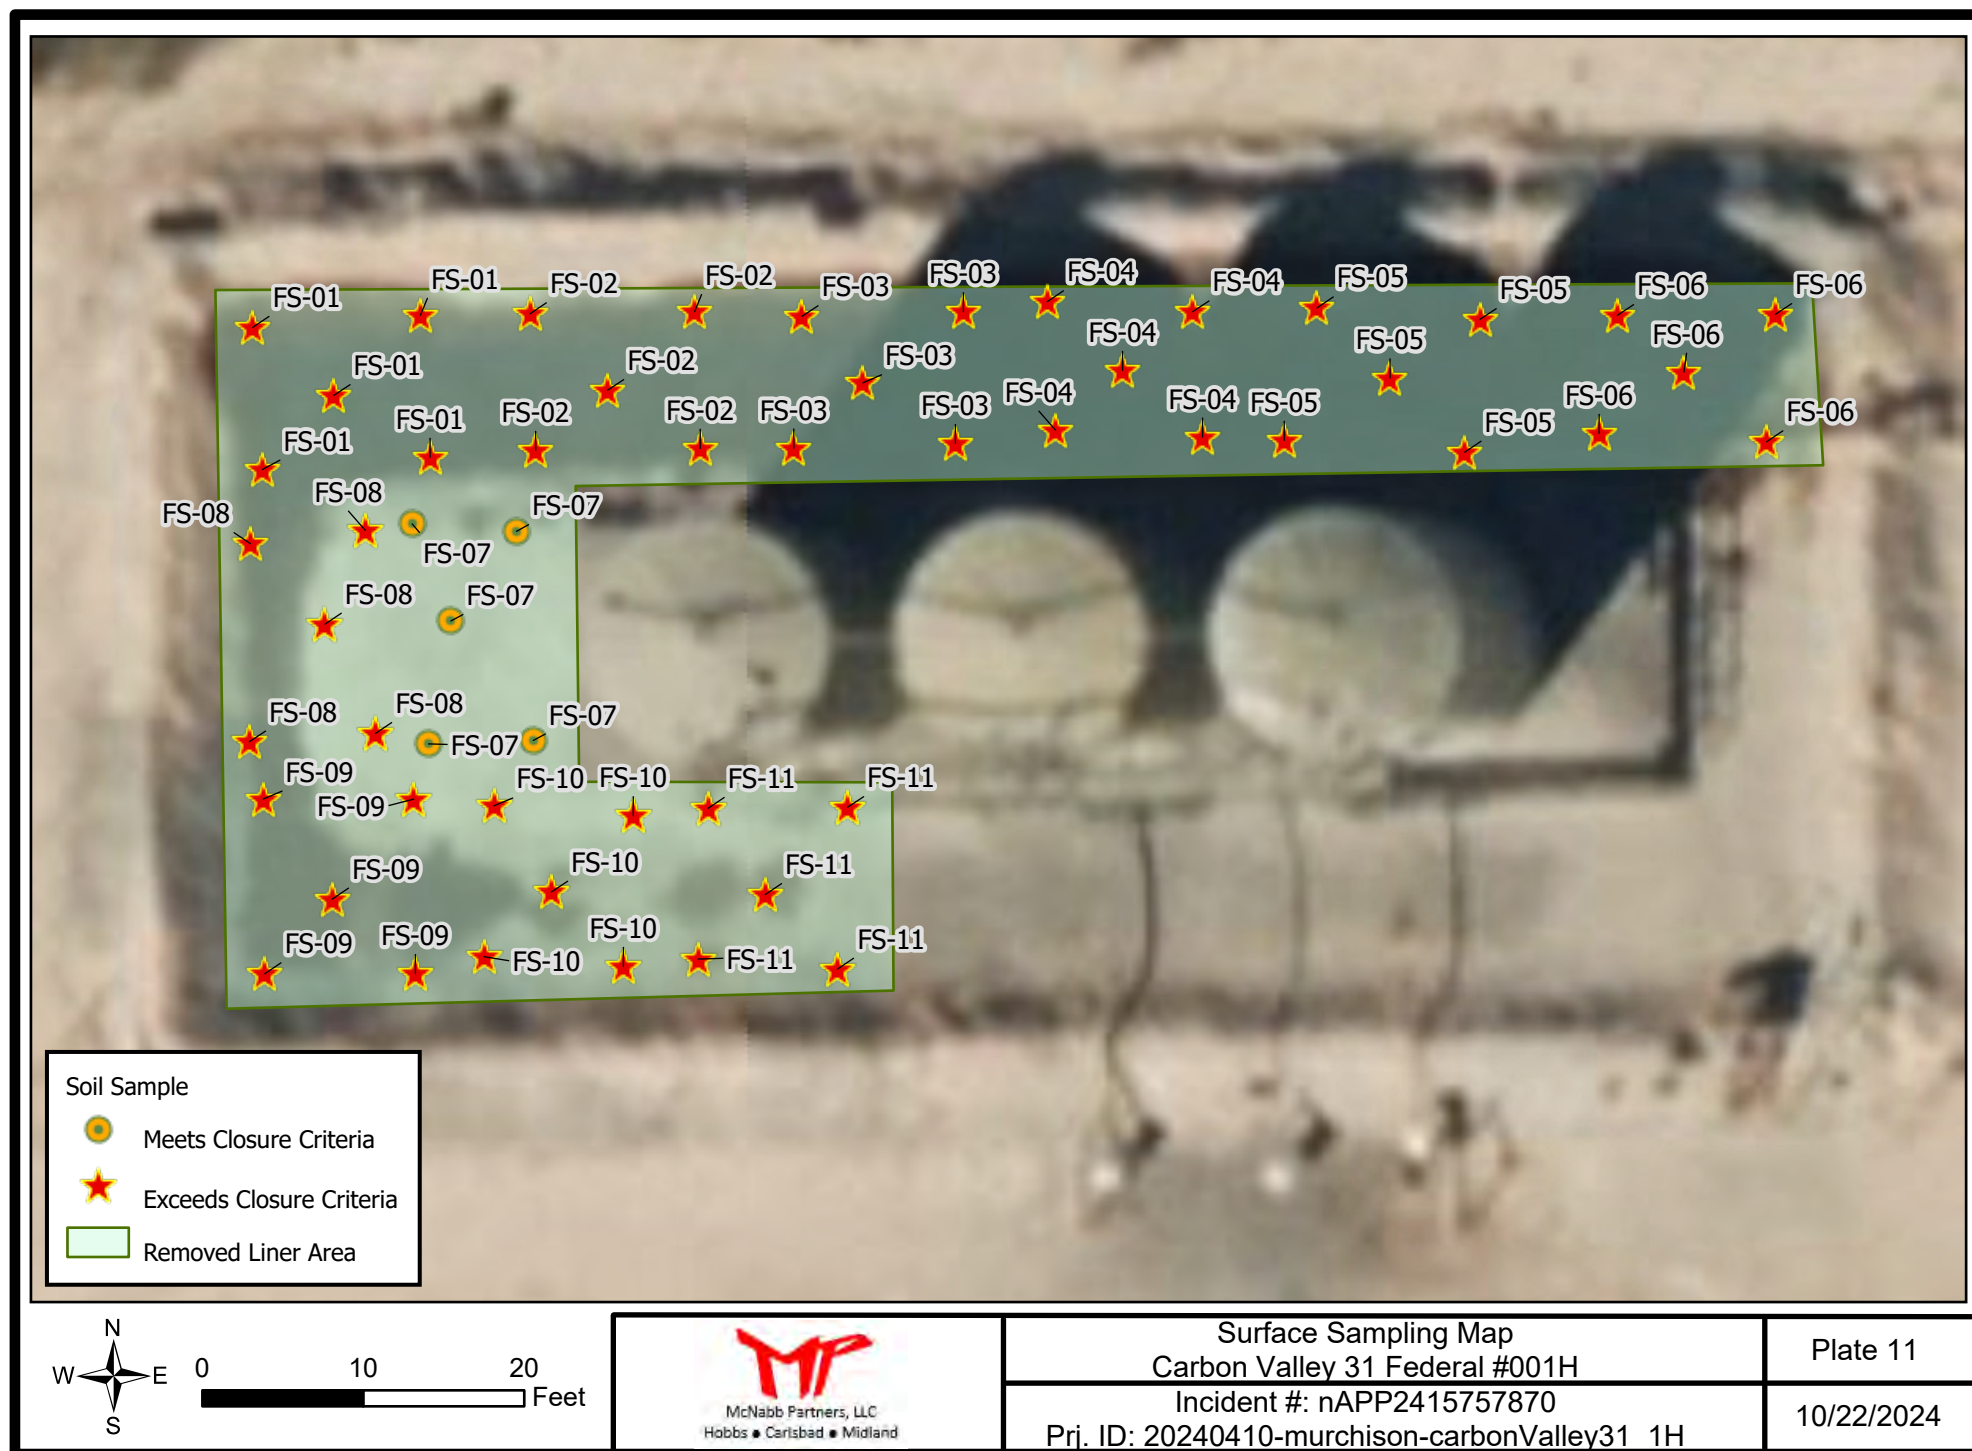 FS-01
FS-01
FS-02
FS-02
FS-03
FS-03
FS-04
FS-04
FS-05
FS-05
FS-06
FS-06
FS-01
FS-02
FS-03
FS-04
FS-05
FS-06
FS-01
FS-01
FS-02
FS-02
FS-03
FS-03
FS-04
FS-04
FS-05
FS-05
FS-06
FS-06
FS-08
FS-08
FS-07
FS-07
FS-08
FS-07
FS-08
FS-08
FS-07
FS-07
FS-09
FS-09
FS-10
FS-10
FS-11
FS-11
FS-09
FS-10
FS-11
FS-09
FS-09
FS-10
FS-10
FS-11
FS-11
Soil Sample
Meets Closure Criteria
Exceeds Closure Criteria
Removed Liner Area
N
W E
S
0 10 20
Feet
McNabb Partners, LLC
Hobbs • Carlsbad • Midland
Surface Sampling Map
Carbon Valley 31 Federal #001H
Incident #: nAPP2415757870
Prj. ID: 20240410-murchison-carbonValley31_1H
Plate 11
10/22/2024